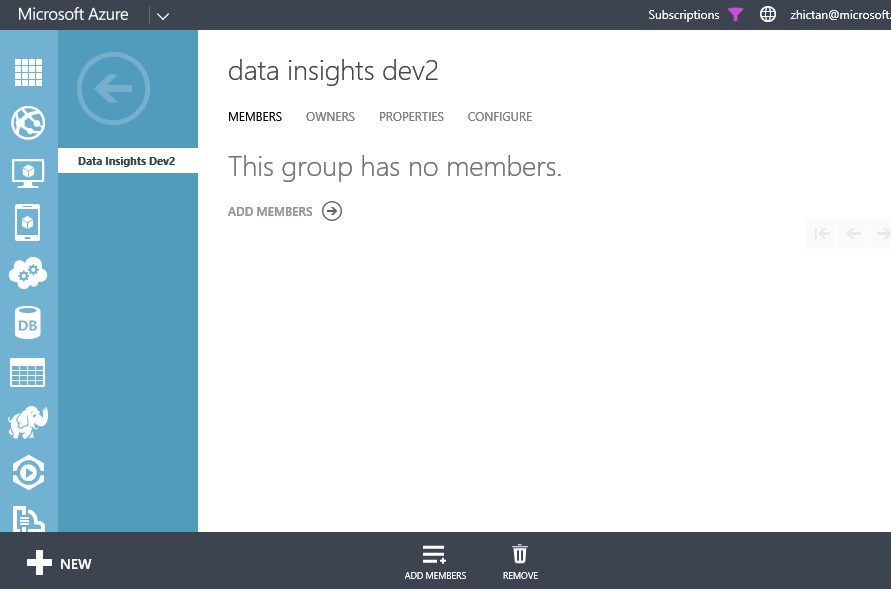 Microsoft Azure
Subscriptions zhictan@microsoft.
data insights dev2
MEMBERS OWNERS PROPERTIES CONFIGURE
Data Insights Dev2
This group has no members.
ADD MEMBERS
DB
NEW
ADD MEMBERS REMOVE